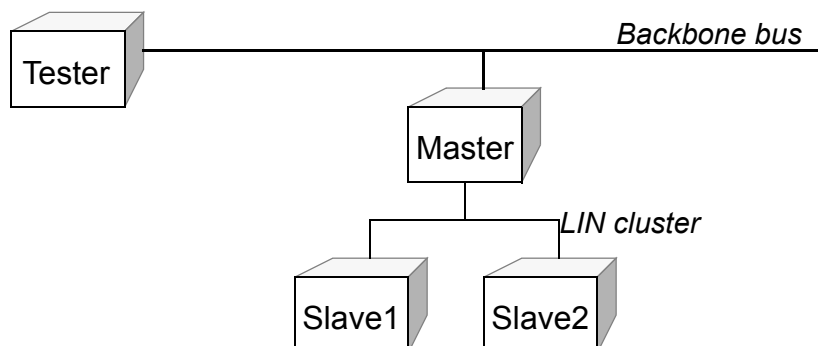 Backbone bus
Tester
Master
LIN cluster
Slave1
Slave2